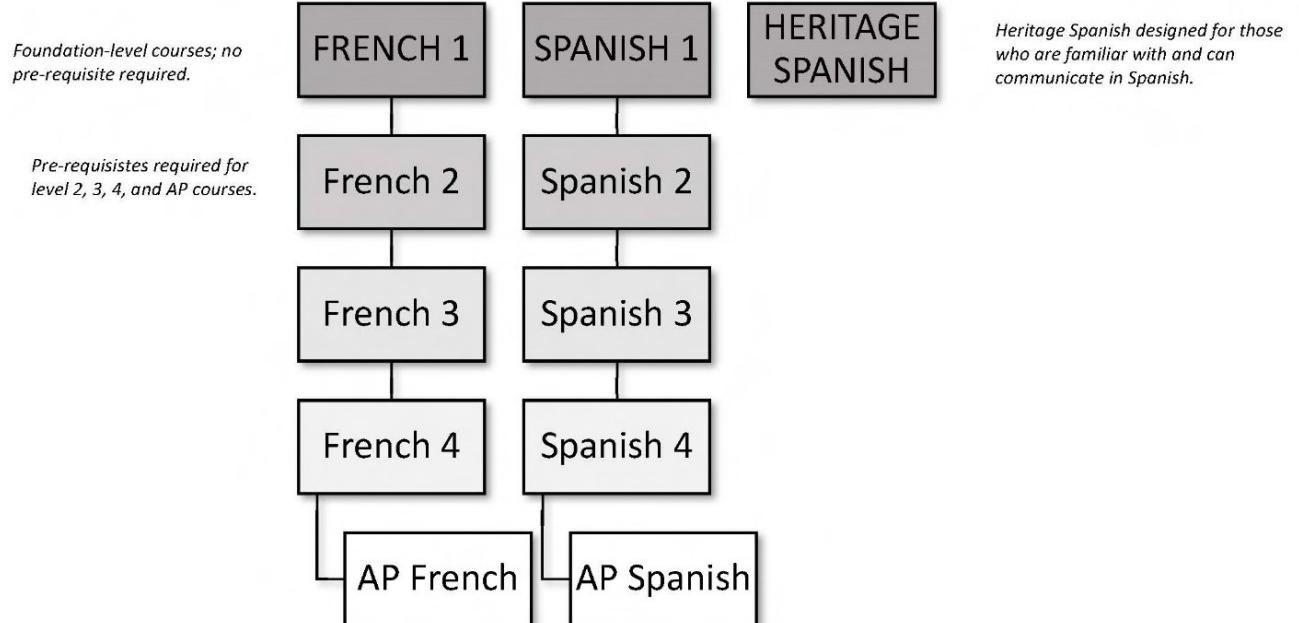 Foundation-level courses; no
pre-requisite required.
FRENCH 1
SPANISH 1
HERITAGE
SPANISH
Heritage Spanish designed for those
who are familiar with and can
communicate in Spanish.
Pre-requisistes required for
level 2, 3, 4, and AP courses.
French 2
Spanish 2
French 3
Spanish 3
French 4
Spanish 4
AP French
AP Spanish